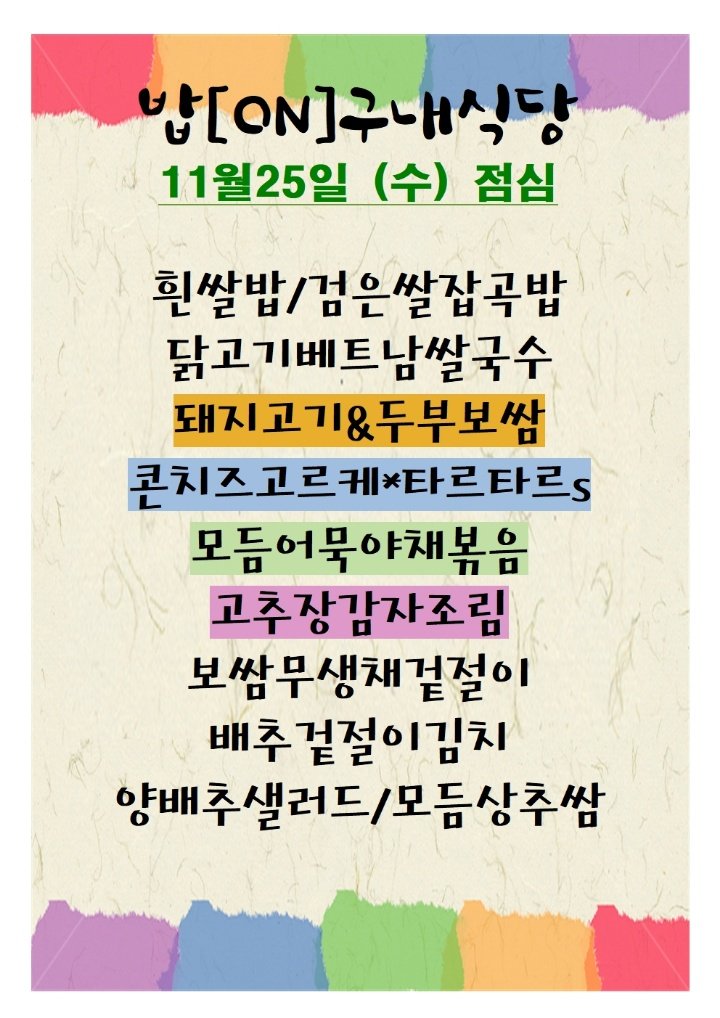 밥[ON]구내식당
11월25일 (수) 점심
흰쌀밥/검은쌀잡곡밥
닭고기베트남쌀국수
돼지고기&두부보쌈
콘치즈고르케*타르타르s
모듬어묵야채볶음
고추장감자조림
보쌈무생채겉절이
배추겉절이김치
양배추샐러드/모듬상추쌈